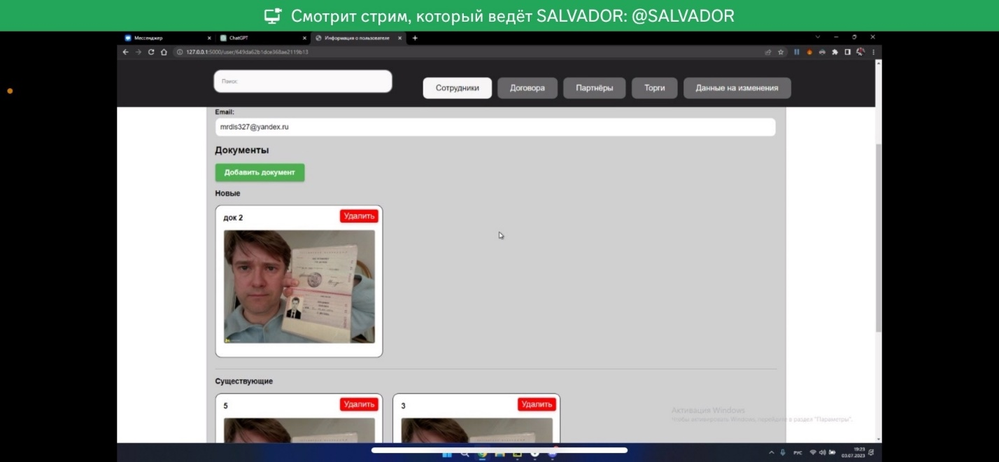 Смотрит стрим, который ведёт SALVADOR: @SALVADOR
Мессенджер
ChatGPT
Информация о пользователе
127.0.0.1:5000/user/649da62b1dce368ae2119b13
Поиск
Сотрудники
Договора
Партнёры
Торги
Данные на изменения
Email:
mrdis327@yandex.ru
Документы
Добавить документ
Новые
док 2
Удалить
Существующие
5
Удалить
3
Удалить
Активация Windows
Чтобы активировать Windows, перейдите в раздел "Параметры".
РУС
19:23
03.07.2023